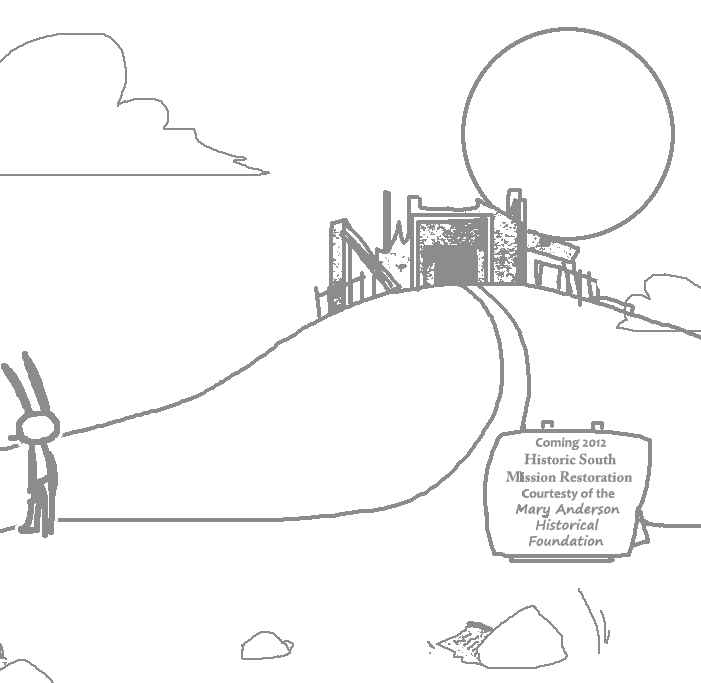 Coming 2012
Historic South
Mission Restoration
Courtesty of the
Mary Anderson
Historical
Foundation